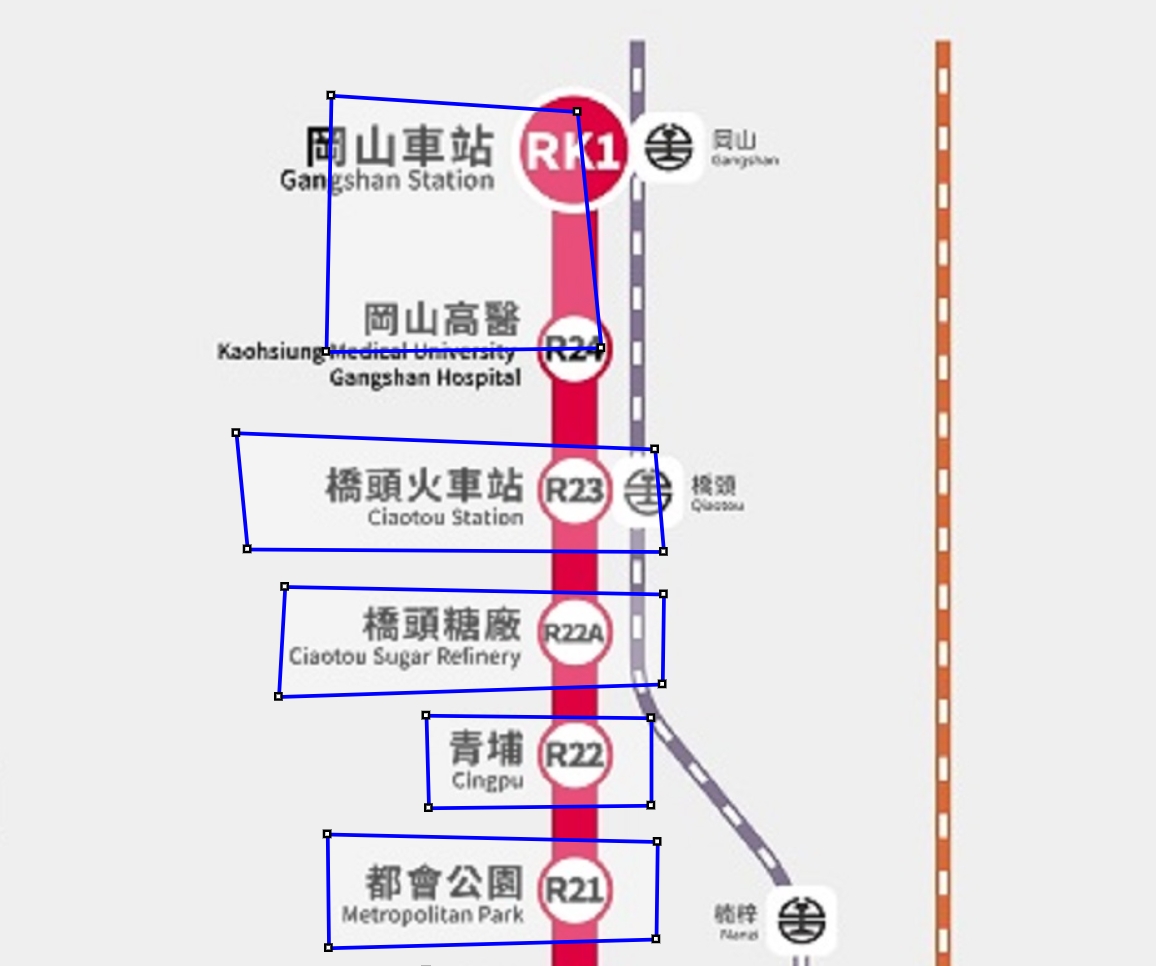 岡山車站
Gangshan Station
RK1
岡山
Gangshan
岡山高醫
Kaohsiung Medical University
Gangshan Hospital
R24
橋頭火車站
Ciaotou Station
R23
橋頭
Qiaotou
橋頭糖廠
Ciaotou Sugar Refinery
R22A
青埔
Cingpu
R22
都會公園
Metropolitan Park
R21
楠梓
Nanzi